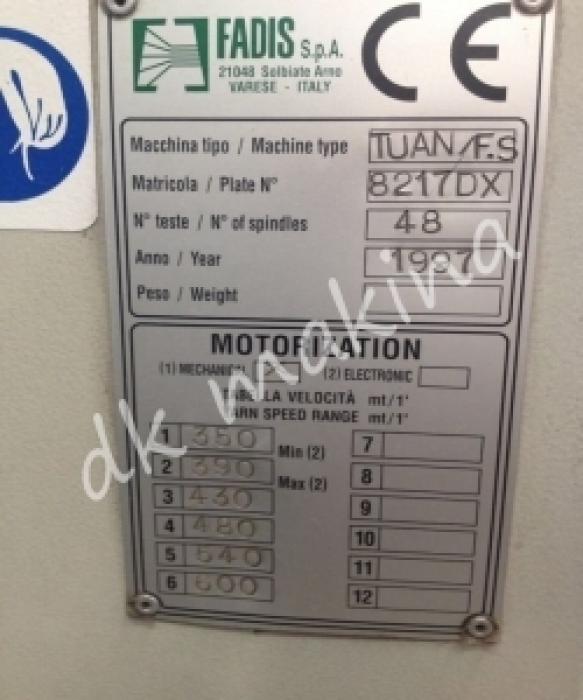 FADIS S.p.A.
21048 Solbiate Arno
VARESE - ITALY
CE
Macchina tipo / Machine type TUAN/F.S
Matricola / Plate N° 8217DX
N° teste / N° of spindles 48
Anno / Year 1997
Peso / Weight
MOTORIZATION
(1) MECHANICAL (2) ELECTRONIC
TABELLA VELOCITÀ mt/1'
YARN SPEED RANGE mt/1'
1 350 Min (2) 7
2 390 Max (2) 8
3 430 9
4 480 10
5 540 11
6 600 12
dk makina